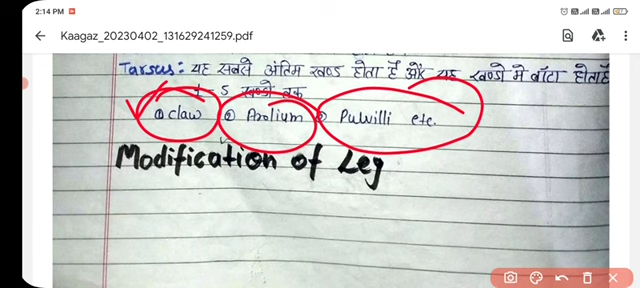 2:14 PM
Kaagaz_20230402_131629241259.pdf
Tarsus: यह सबसे अंतिम खण्ड होता हैं और यह खण्डो मे बाँटा होता है
1-5 खण्डो तक
① claw ② Arolium ③ Pulvilli etc.
Modification of Leg